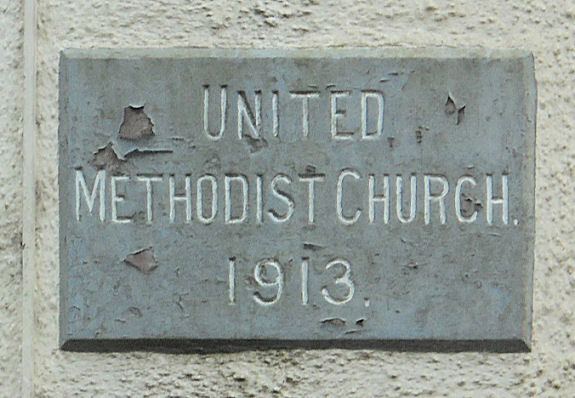 UNITED
METHODIST CHURCH.
1913.